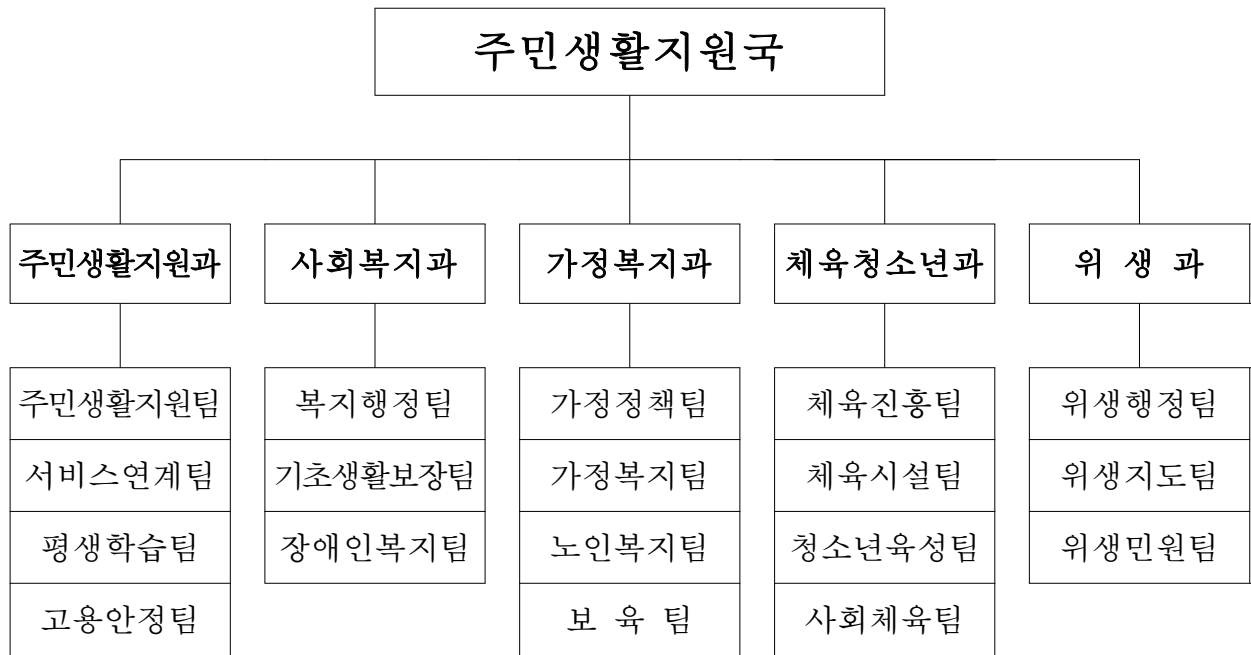 주민생활지원국
주민생활지원과 사회복지과 가정복지과 체육청소년과 위 생 과
주민생활지원팀 복지행정팀 가정정책팀 체육진흥팀 위생행정팀
서비스연계팀 기초생활보장팀 가정복지팀 체육시설팀 위생지도팀
평생학습팀 장애인복지팀 노인복지팀 청소년육성팀 위생민원팀
고용안정팀 보 육 팀 사회체육팀